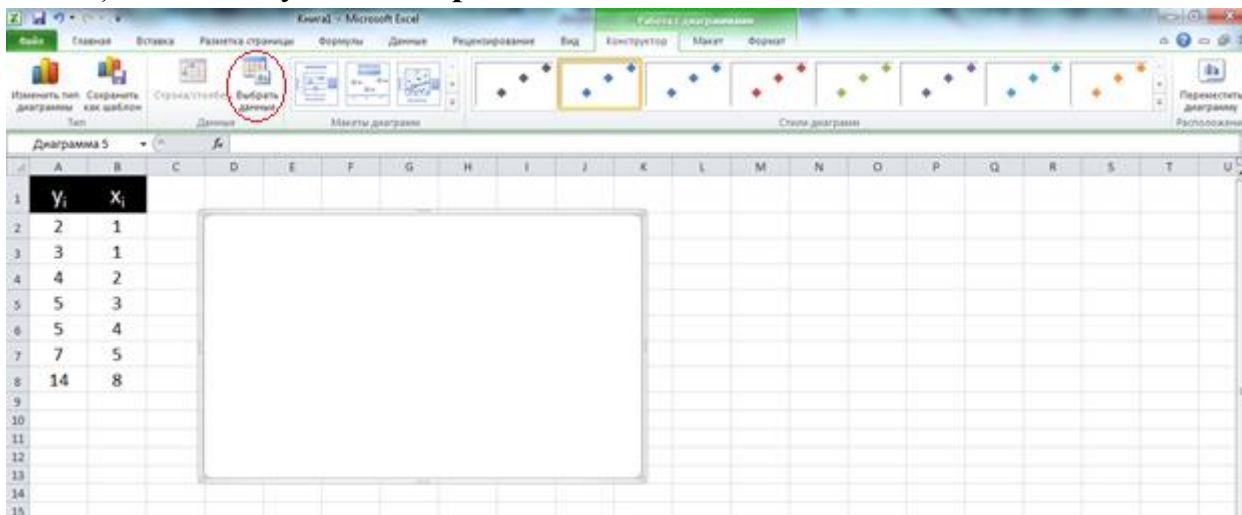 Книга1 - Microsoft Excel
Работа с диаграммами
Файл Главная Вставка Разметка страницы Формулы Данные Рецензирование Вид Конструктор Макет Формат
Изменить тип диаграммы
Сохранить как шаблон
Строка/столбец
Выбрать данные
Переместить диаграмму
Тип Данные Макеты диаграмм Стили диаграмм
Диаграмма 5 fx
A B C D E F G H I J K L M N O P Q R S T U
1 yi xi
2 2 1
3 3 1
4 4 2
5 5 3
6 5 4
7 7 5
8 14 8
9
10
11
12
13
14
15